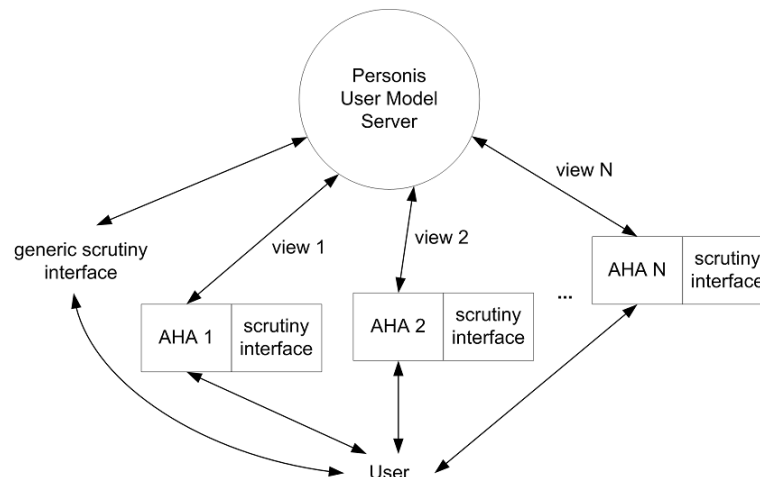 Personis
User Model
Server
view N
generic scrutiny
interface
view 1
view 2
AHA N
scrutiny
interface
...
AHA 1
scrutiny
interface
AHA 2
scrutiny
interface
User